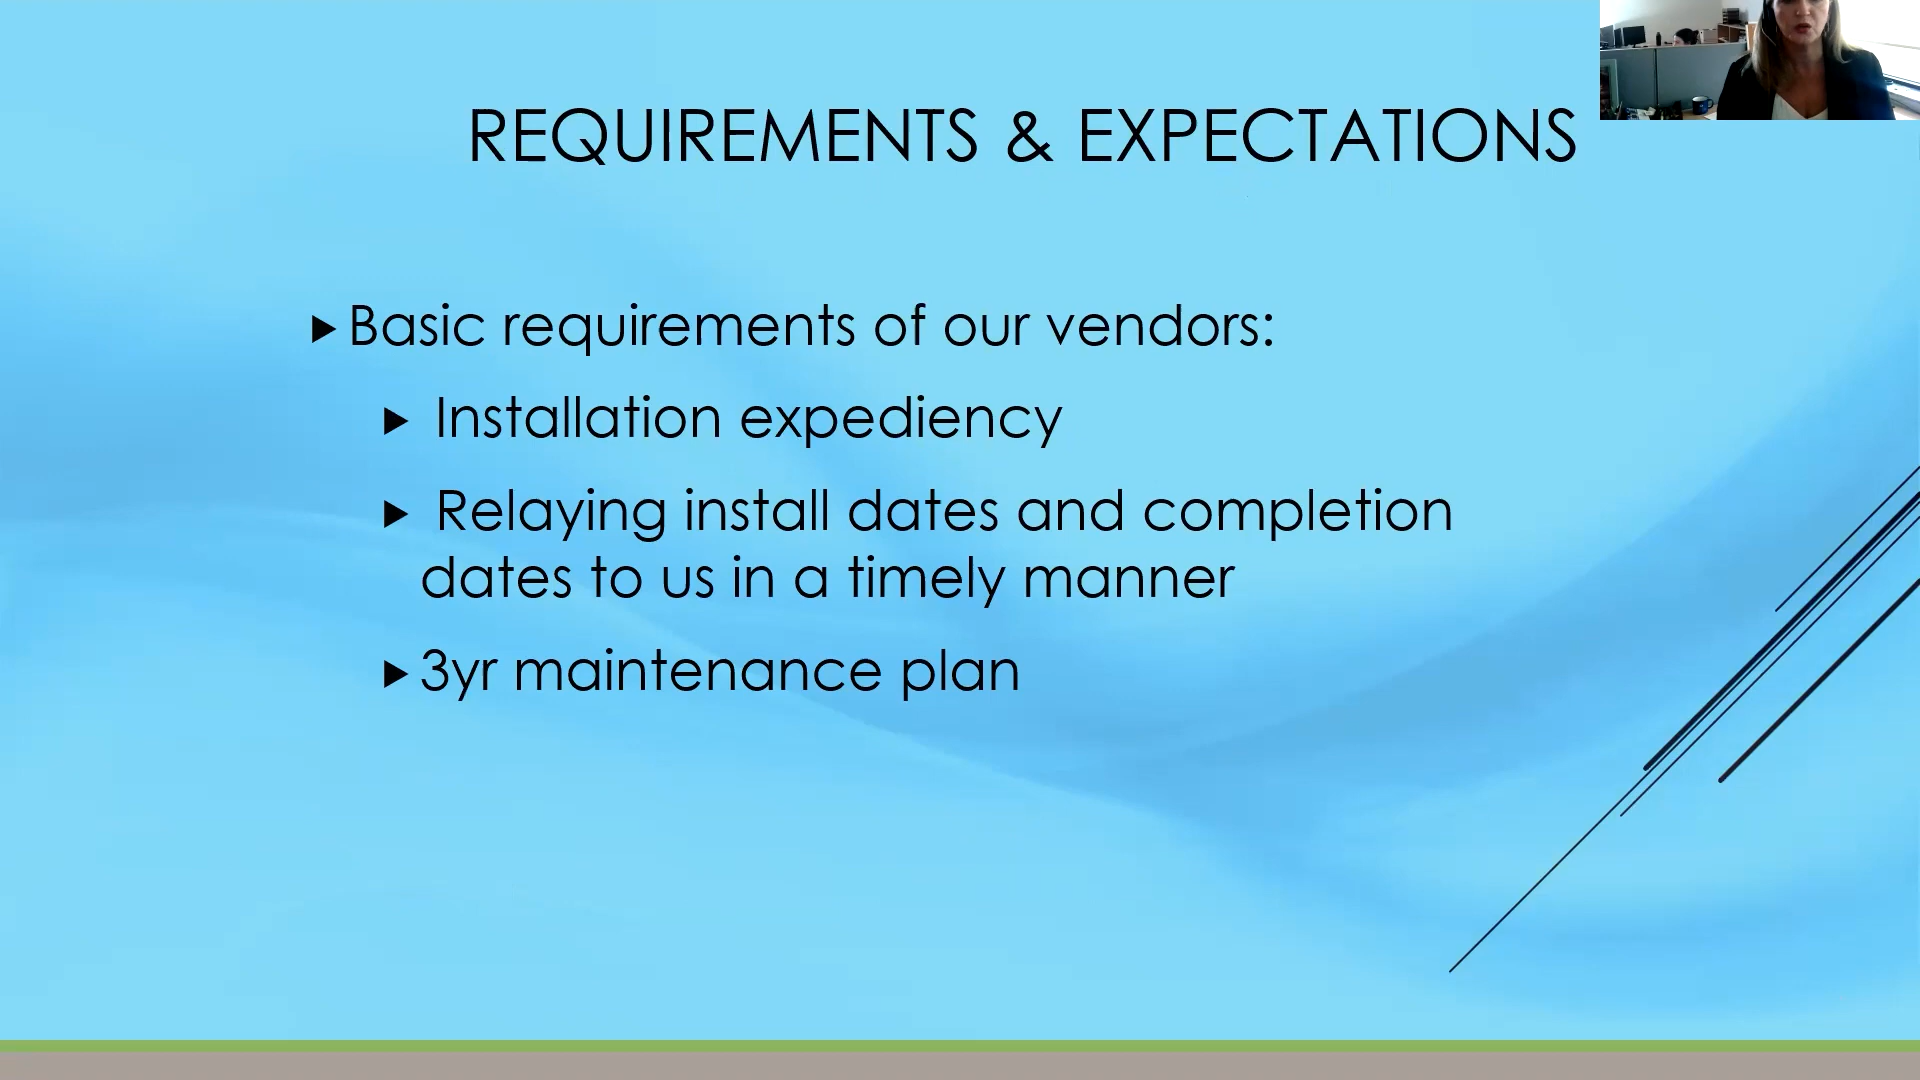 REQUIREMENTS & EXPECTATIONS
Basic requirements of our vendors:
Installation expediency
Relaying install dates and completion
dates to us in a timely manner
3yr maintenance plan